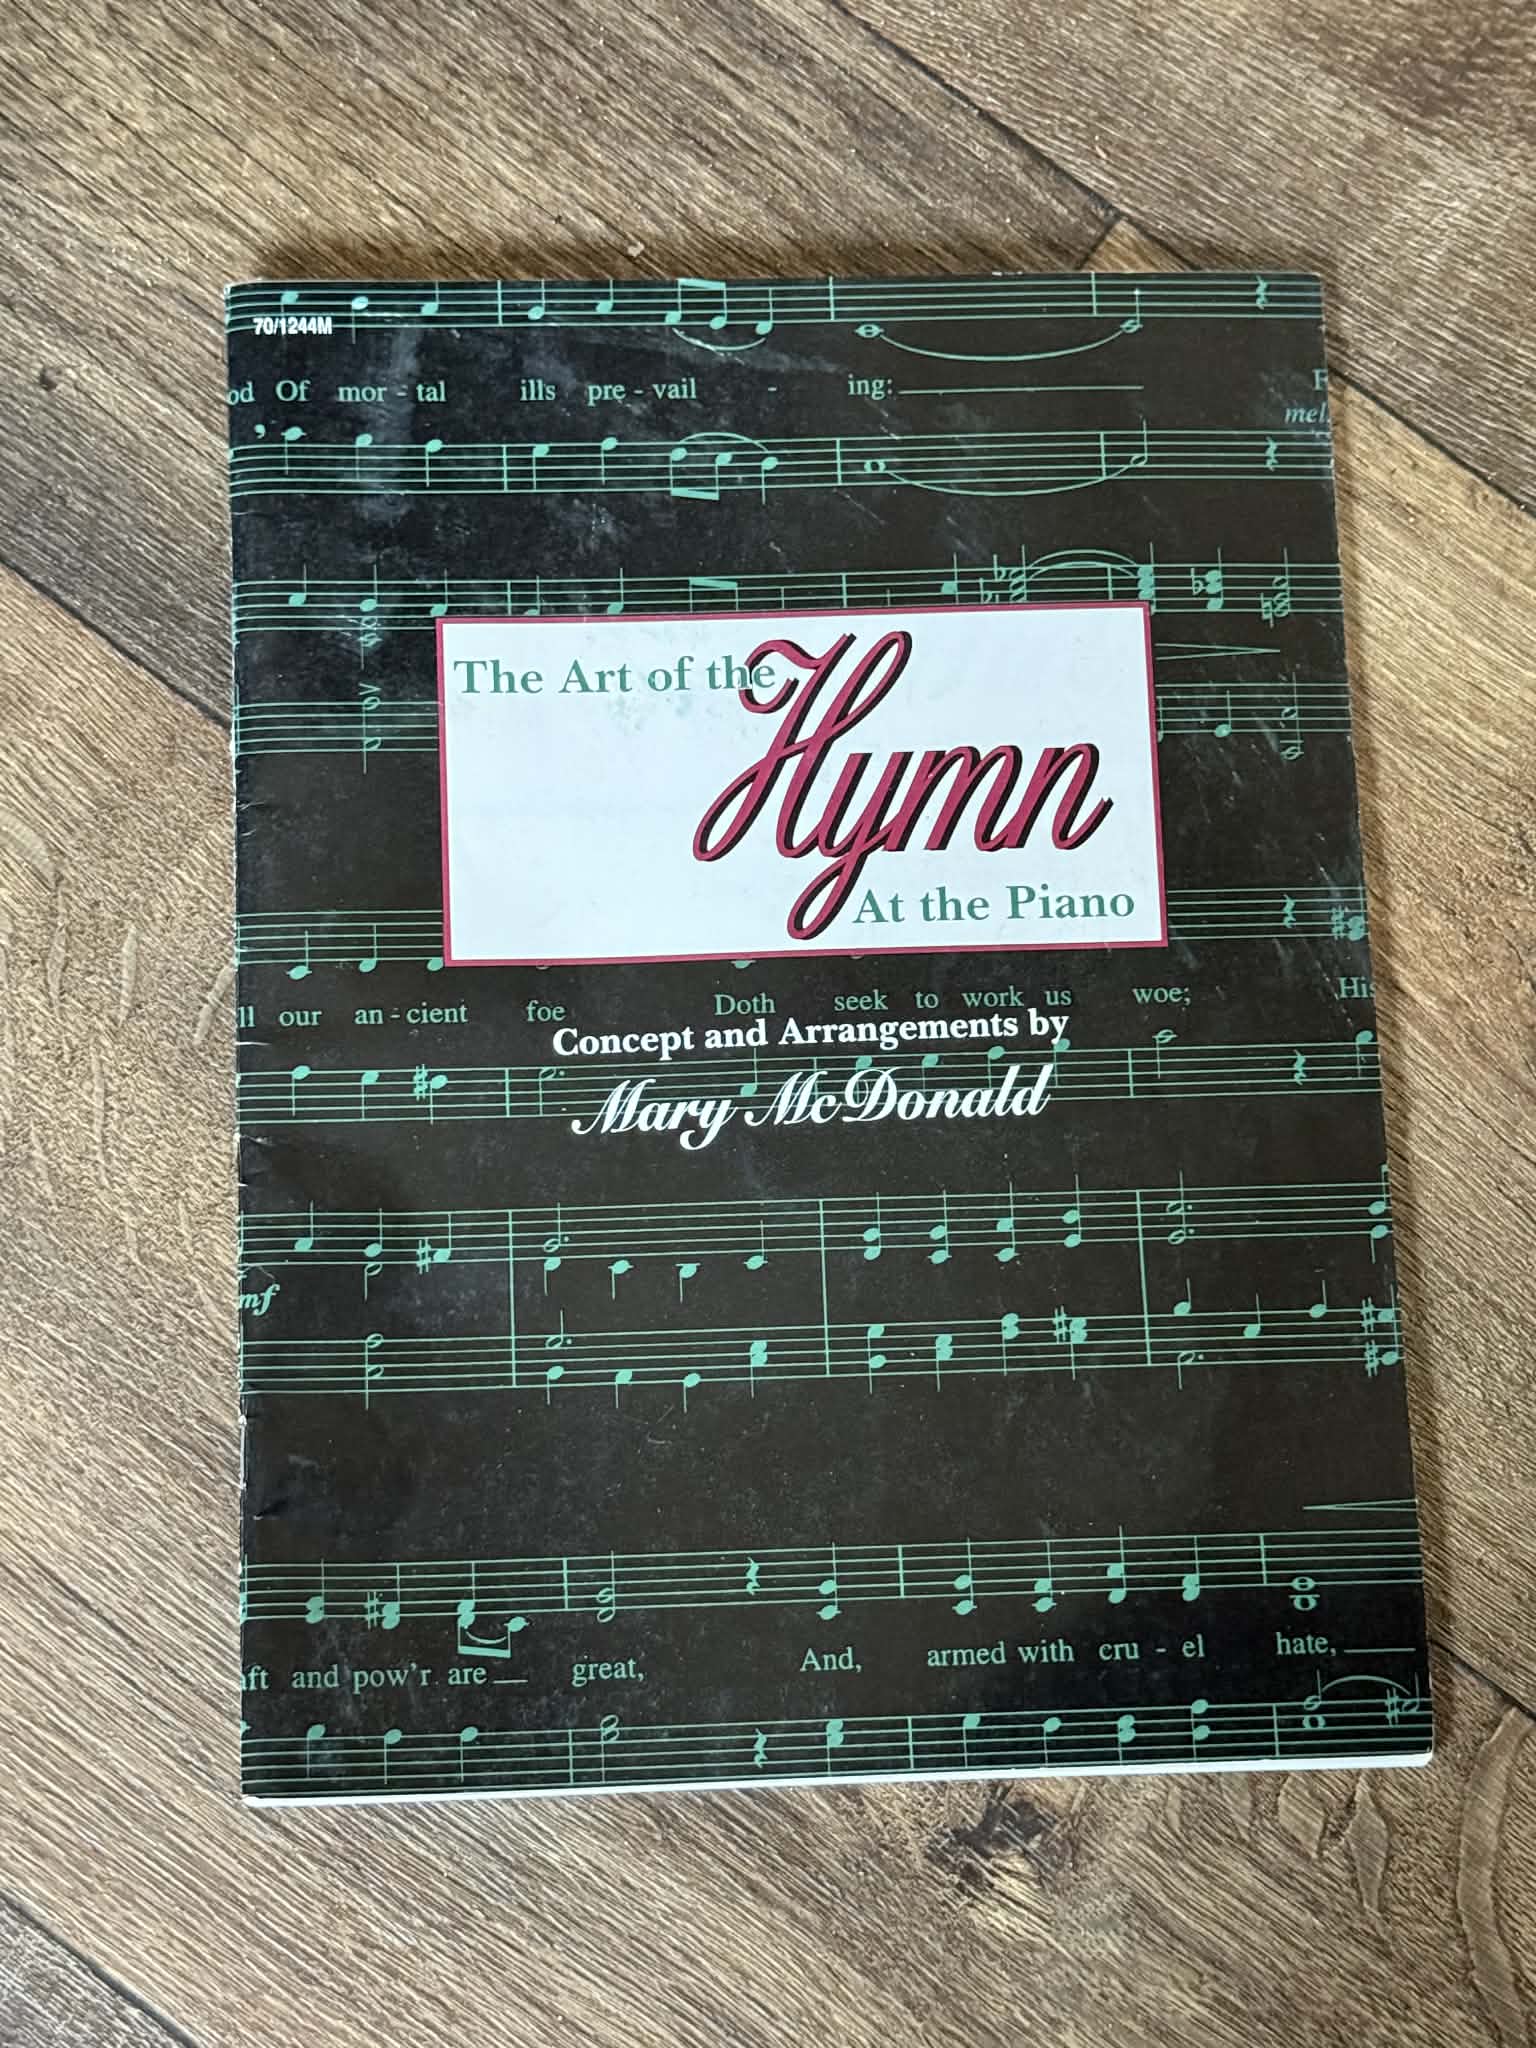 70/1244M
od Of mor - tal ills pre - vail - ing:
mel.
The Art of the
Hymn
At the Piano
ll our an - cient foe Doth seek to work us woe; His
Concept and Arrangements by
Mary McDonald
mf
aft and pow'r are great, And, armed with cru - el hate,